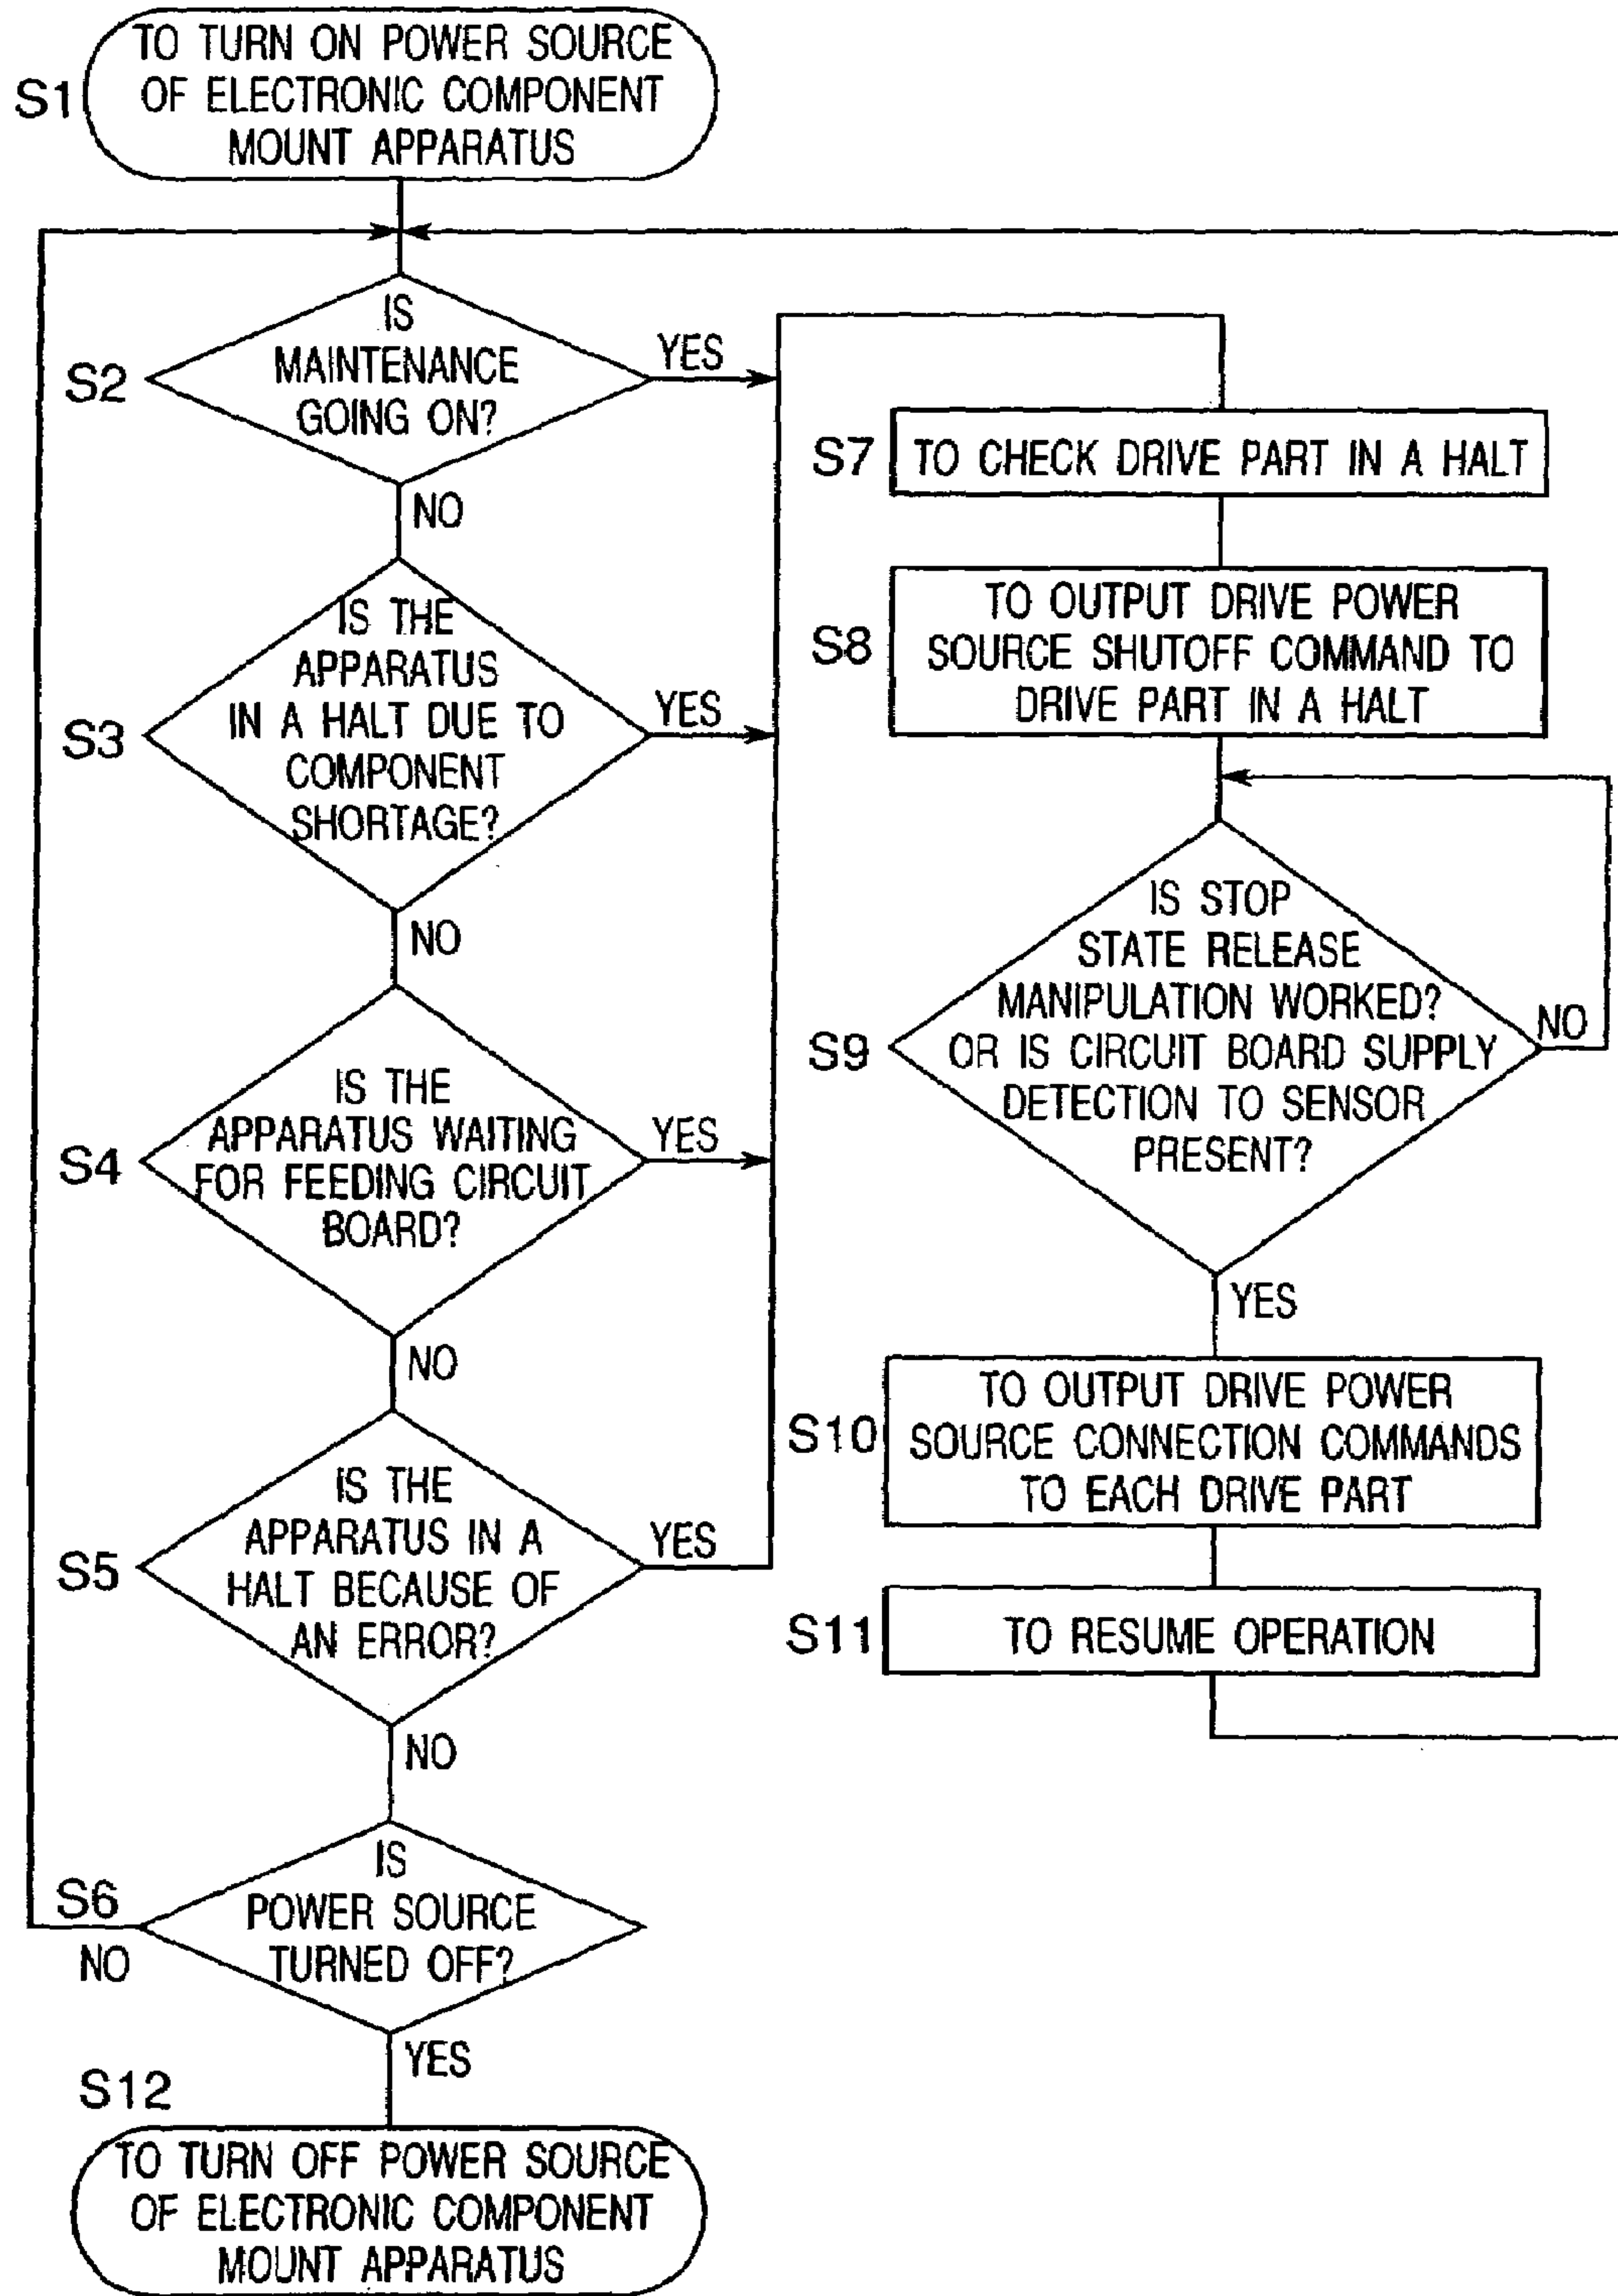 S1
TO TURN ON POWER SOURCE
OF ELECTRONIC COMPONENT
MOUNT APPARATUS
S2
IS
MAINTENANCE
GOING ON?
YES
NO
S3
IS THE
APPARATUS
IN A HALT DUE TO
COMPONENT
SHORTAGE?
YES
NO
S4
IS THE
APPARATUS WAITING
FOR FEEDING CIRCUIT
BOARD?
YES
NO
S5
IS THE
APPARATUS IN A
HALT BECAUSE OF
AN ERROR?
YES
NO
S6
IS
POWER SOURCE
TURNED OFF?
NO
YES
S12
TO TURN OFF POWER SOURCE
OF ELECTRONIC COMPONENT
MOUNT APPARATUS
S7
TO CHECK DRIVE PART IN A HALT
S8
TO OUTPUT DRIVE POWER
SOURCE SHUTOFF COMMAND TO
DRIVE PART IN A HALT
S9
IS STOP
STATE RELEASE
MANIPULATION WORKED?
OR IS CIRCUIT BOARD SUPPLY
DETECTION TO SENSOR
PRESENT?
NO
YES
S10
TO OUTPUT DRIVE POWER
SOURCE CONNECTION COMMANDS
TO EACH DRIVE PART
S11
TO RESUME OPERATION